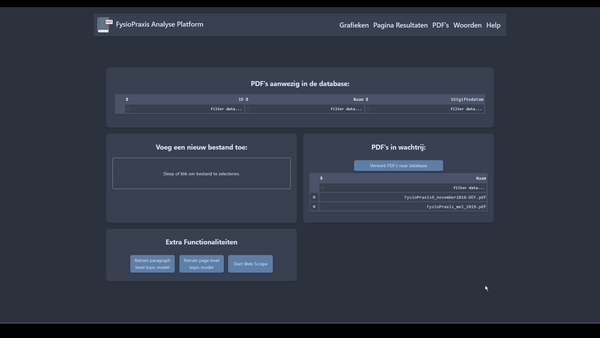 FysioPraxis Analyse Platform
Grafieken Pagina Resultaten PDF's Woorden Help
PDF's aanwezig in de database:
ID Naam Uitgiftedatum
filter data... filter data... filter data...
Voeg een nieuw bestand toe:
Sleep of klik om bestand te selecteren.
PDF's in wachtrij:
Verwerk PDF's naar database
Naam
filter data...
× FysioPraxis9_november2018-DEF.pdf
× FysioPraxis_mei_2019.pdf
Extra Functionaliteiten
Retrain paragraph
level topic-model
Retrain page level
topic-model
Start Web Scrape